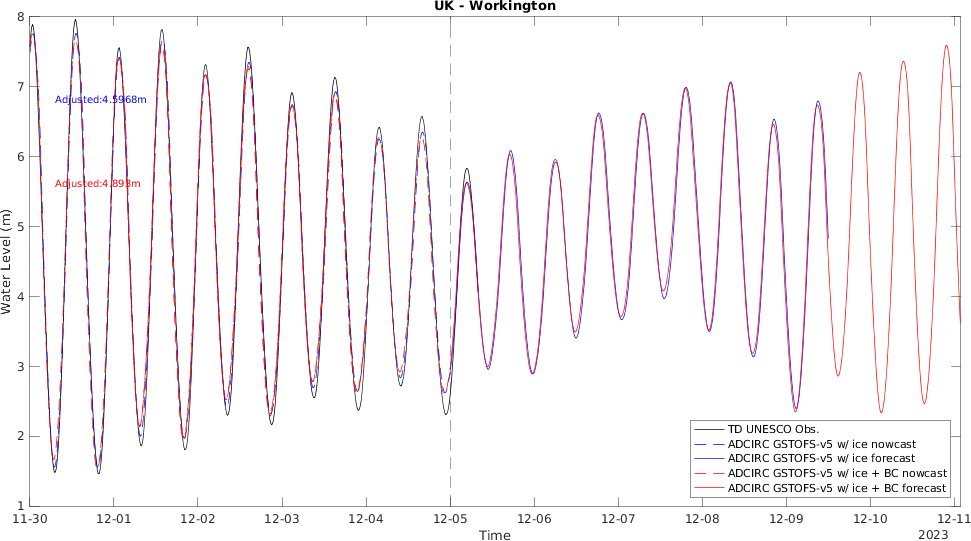 UK - Workington
8
7
6
5
4
3
2
1
Water Level (m)
Adjusted:4.5968m
Adjusted:4.893m
TD UNESCO Obs.
ADCIRC GSTOFS-v5 w/ ice nowcast
ADCIRC GSTOFS-v5 w/ ice forecast
ADCIRC GSTOFS-v5 w/ ice + BC nowcast
ADCIRC GSTOFS-v5 w/ ice + BC forecast
11-30 12-01 12-02 12-03 12-04 12-05 12-06 12-07 12-08 12-09 12-10 12-11
Time
2023